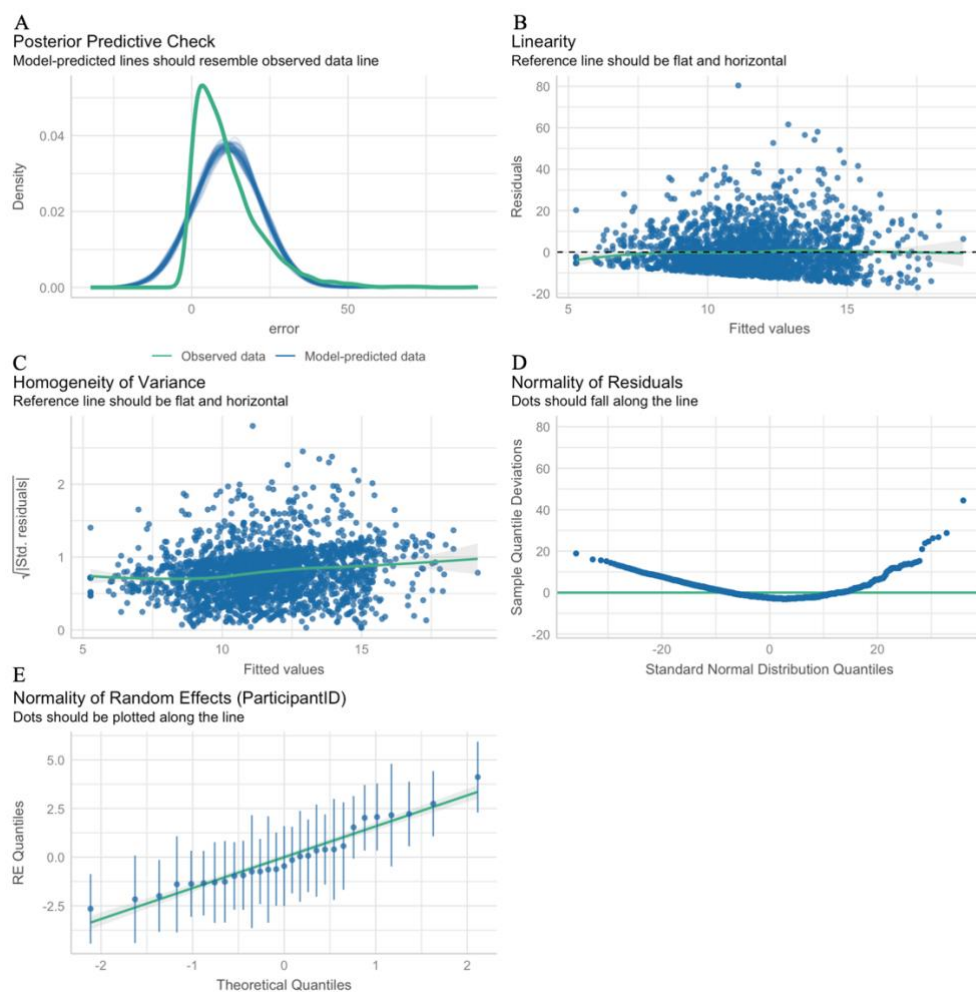 A
Posterior Predictive Check
Model-predicted lines should resemble observed data line
Density
0.04
0.02
0.00
0
50
error
Observed data
Model-predicted data
B
Linearity
Reference line should be flat and horizontal
Residuals
80
60
40
20
0
-20
5
10
15
Fitted values
C
Homogeneity of Variance
Reference line should be flat and horizontal
√|Std. residuals|
2
1
0
5
10
15
Fitted values
D
Normality of Residuals
Dots should fall along the line
Sample Quantile Deviations
80
60
40
20
0
-20
-20
0
20
Standard Normal Distribution Quantiles
E
Normality of Random Effects (ParticipantID)
Dots should be plotted along the line
RE Quantiles
5.0
2.5
0.0
-2.5
-2
-1
0
1
2
Theoretical Quantiles